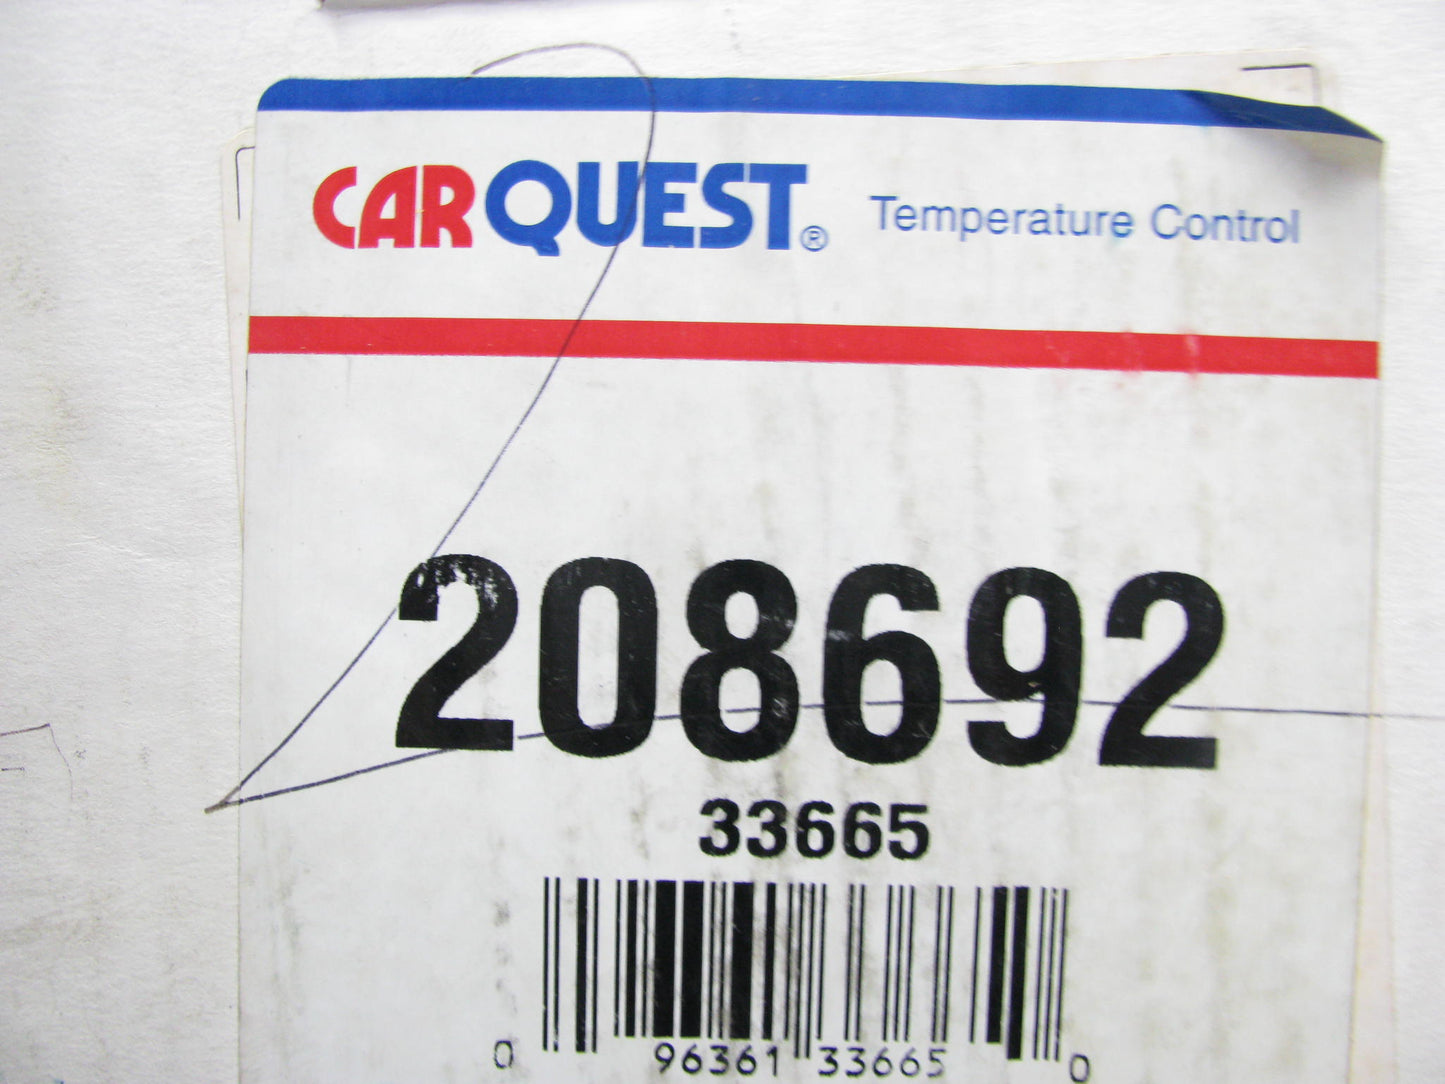 CARQUEST® Temperature Control
208692
33665
0 96361 33665 0